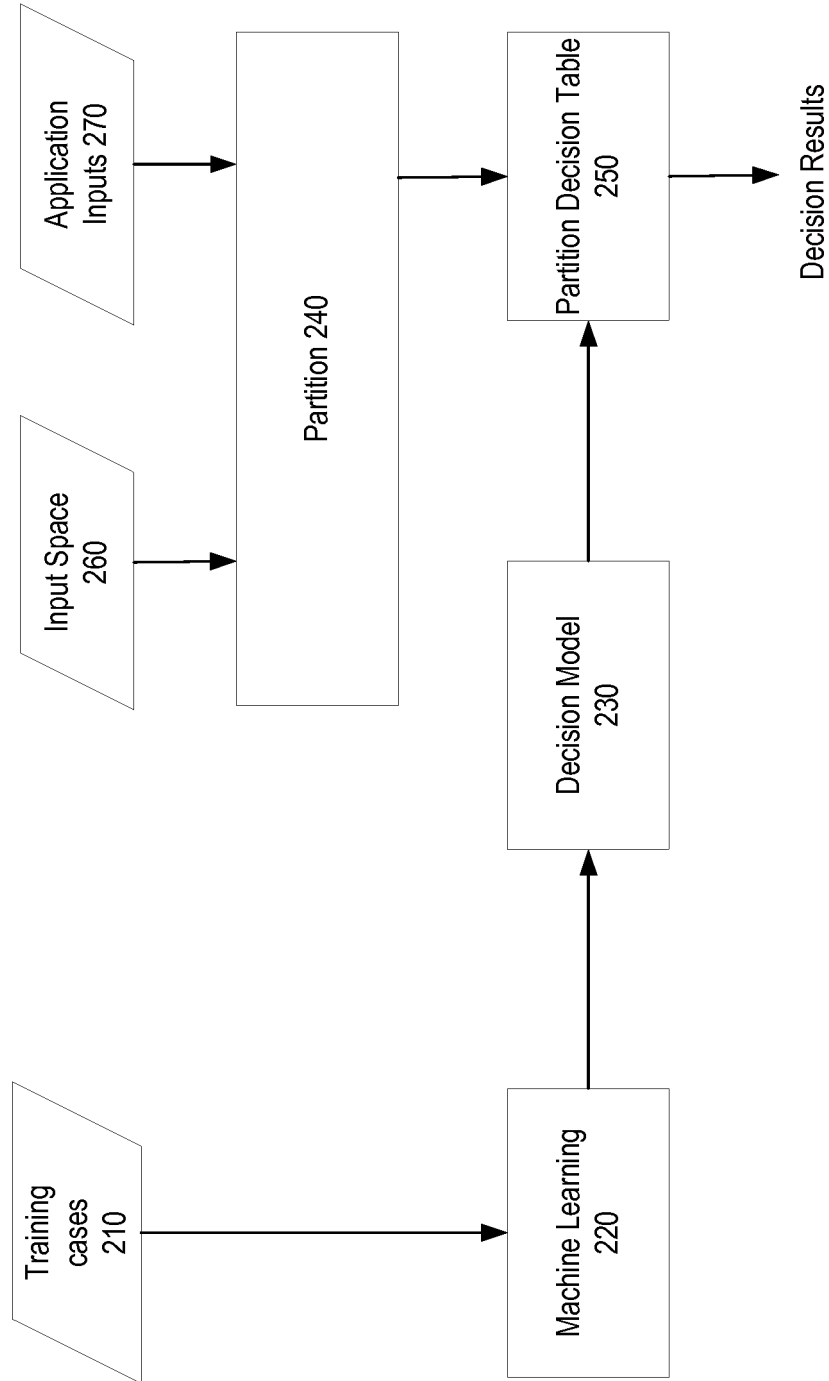 Training
cases
210
Input Space
260
Application
Inputs 270
Partition 240
Machine Learning
220
Decision Model
230
Partition Decision Table
250
Decision Results